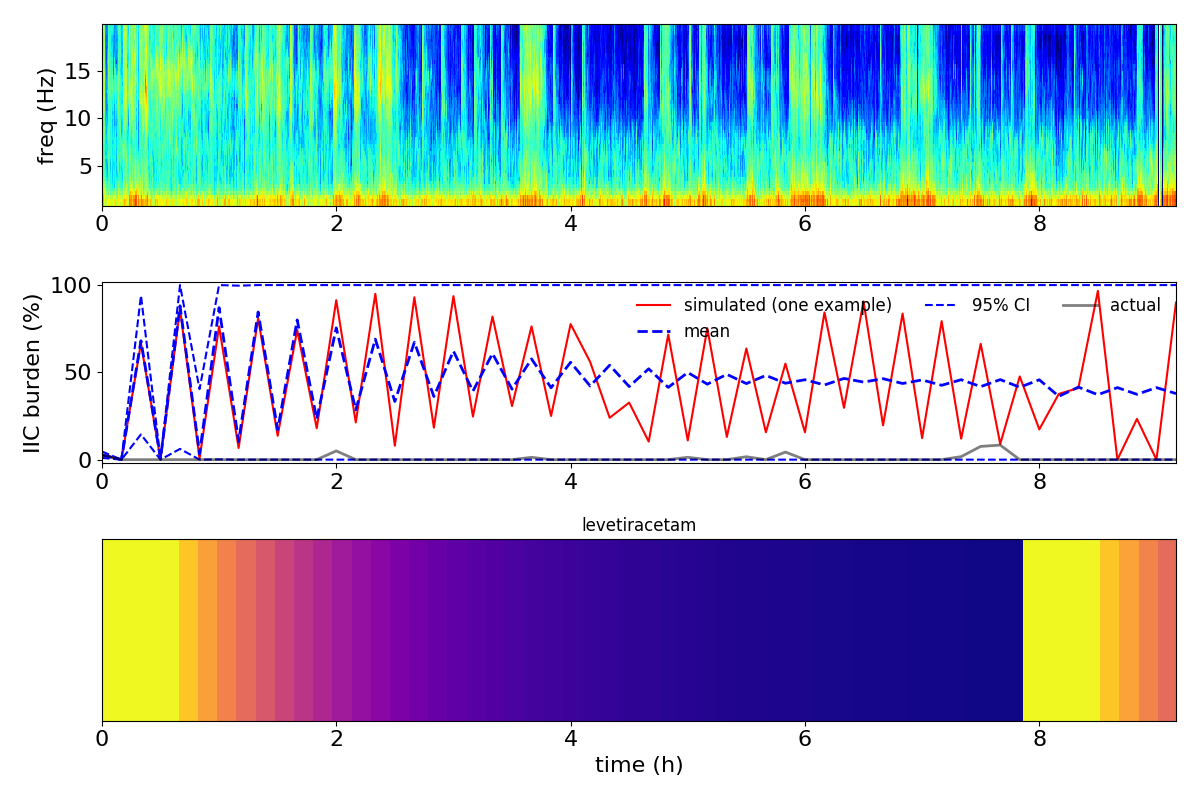 freq (Hz)
15
10
5
0 2 4 6 8
IIC burden (%)
100
50
0
simulated (one example)
mean
95% CI
actual
0 2 4 6 8
levetiracetam
0 2 4 6 8
time (h)